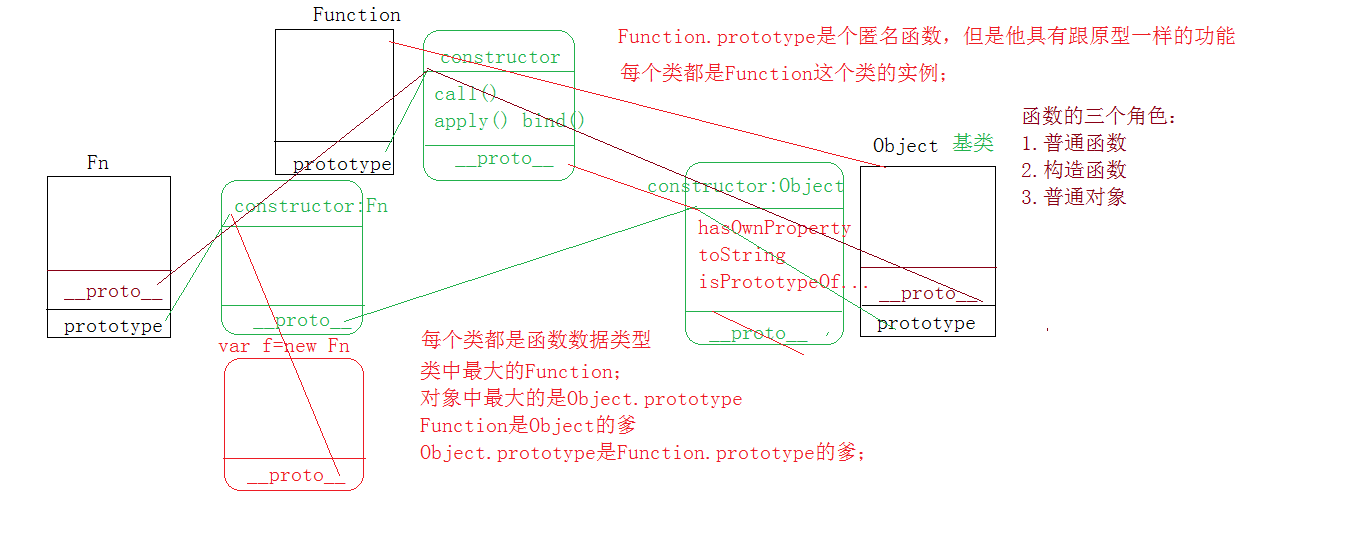 Function
Function.prototype是个匿名函数，但是他具有跟原型一样的功能
每个类都是Function这个类的实例；
constructor
call()
apply() bind()
__proto__
prototype
函数的三个角色：
1.普通函数
2.构造函数
3.普通对象
Object 基类
Fn
__proto__
prototype
constructor:Fn
__proto__
constructor:Object
hasOwnProperty
toString
isPrototypeOf...
__proto__
__proto__
prototype
var f=new Fn
__proto__
每个类都是函数数据类型
类中最大的Function；
对象中最大的是Object.prototype
Function是Object的爹
Object.prototype是Function.prototype的爹；